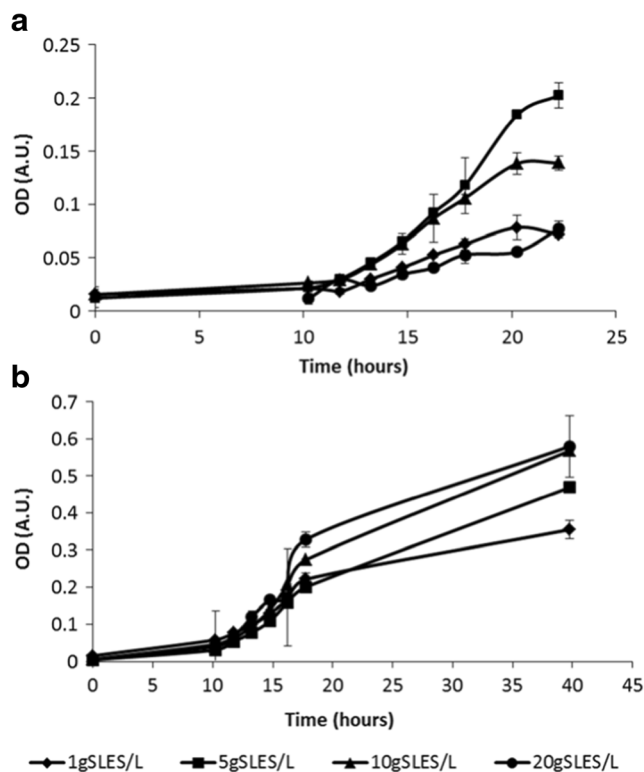 a
0.25
0.2
0.15
0.1
0.05
0
OD (A.U.)
0 5 10 15 20 25
Time (hours)
b
0.7
0.6
0.5
0.4
0.3
0.2
0.1
0
OD (A.U.)
0 5 10 15 20 25 30 35 40 45
Time (hours)
1gSLES/L 5gSLES/L 10gSLES/L 20gSLES/L